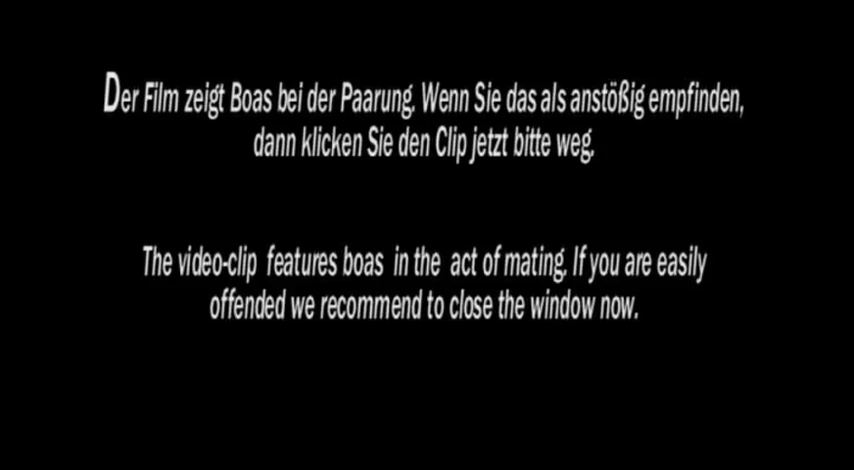 Der Film zeigt Boas bei der Paarung. Wenn Sie das als anstößig empfinden,
dann klicken Sie den Clip jetzt bitte weg.
The video-clip features boas in the act of mating. If you are easily
offended we recommend to close the window now.